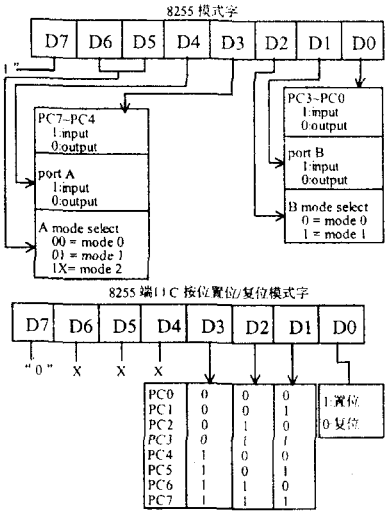 8255 模式字
D7 D6 D5 D4 D3 D2 D1 D0
1"
PC7~PC4
1:input
0:output
port A
1:input
0:output
A mode select
00 = mode 0
01 = mode 1
1X= mode 2
PC3~PC0
1:input
0:output
port B
1:input
0:output
B mode select
0 = mode 0
1 = mode 1
8255 端口C 按位置位/复位模式字
D7 D6 D5 D4 D3 D2 D1 D0
"0" X X X
PC0 0 0 0
PC1 0 0 1
PC2 0 1 0
PC3 0 1 1
PC4 1 0 0
PC5 1 0 1
PC6 1 1 0
PC7 1 1 1
1:置位
0:复位